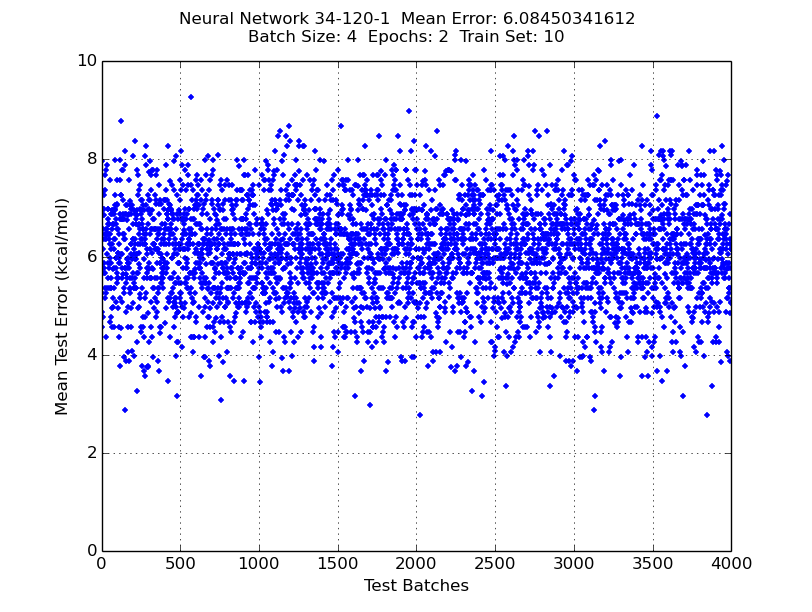 Neural Network 34-120-1  Mean Error: 6.08450341612
Batch Size: 4  Epochs: 2  Train Set: 10
10
8
6
4
2
0
Mean Test Error (kcal/mol)
0 500 1000 1500 2000 2500 3000 3500 4000
Test Batches